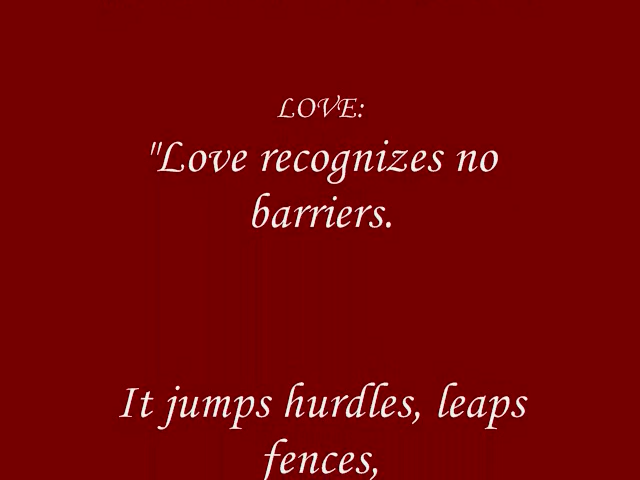 LOVE:
"Love recognizes no
barriers.
It jumps hurdles, leaps
fences,